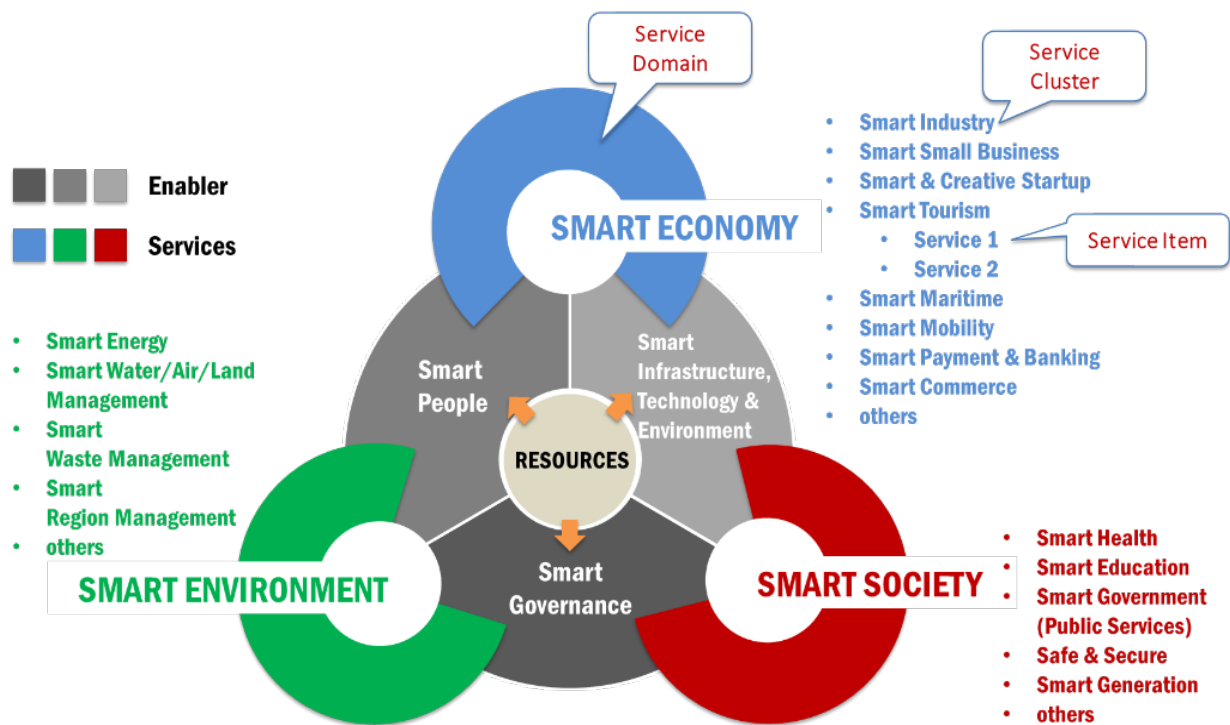 Service
Domain
Service
Cluster
• Smart Industry
• Smart Small Business
• Smart & Creative Startup
• Smart Tourism
• Service 1
• Service 2
• Smart Maritime
• Smart Mobility
• Smart Payment & Banking
• Smart Commerce
• others
Service Item
Enabler
Services
SMART ECONOMY
• Smart Energy
• Smart Water/Air/Land
Management
• Smart
Waste Management
• Smart
Region Management
• others
Smart
People
Smart
Infrastructure,
Technology &
Environment
RESOURCES
Smart
Governance
SMART ENVIRONMENT
SMART SOCIETY
• Smart Health
• Smart Education
• Smart Government
(Public Services)
• Safe & Secure
• Smart Generation
• others